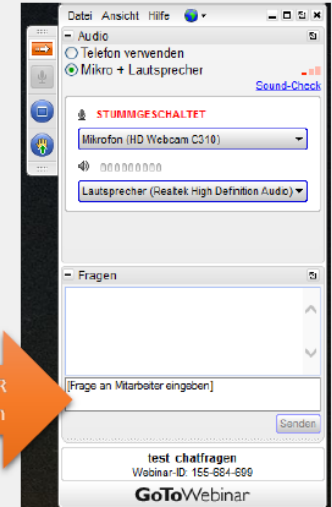 Datei Ansicht Hilfe
Audio
Telefon verwenden
Mikro + Lautsprecher
Sound-Check
STUMMGESCHALTET
Mikrofon (HD Webcam C310)
Lautsprecher (Realtek High Definition Audio)
Fragen
[Frage an Mitarbeiter eingeben]
Senden
test chatfragen
Webinar-ID: 155-684-699
GoToWebinar